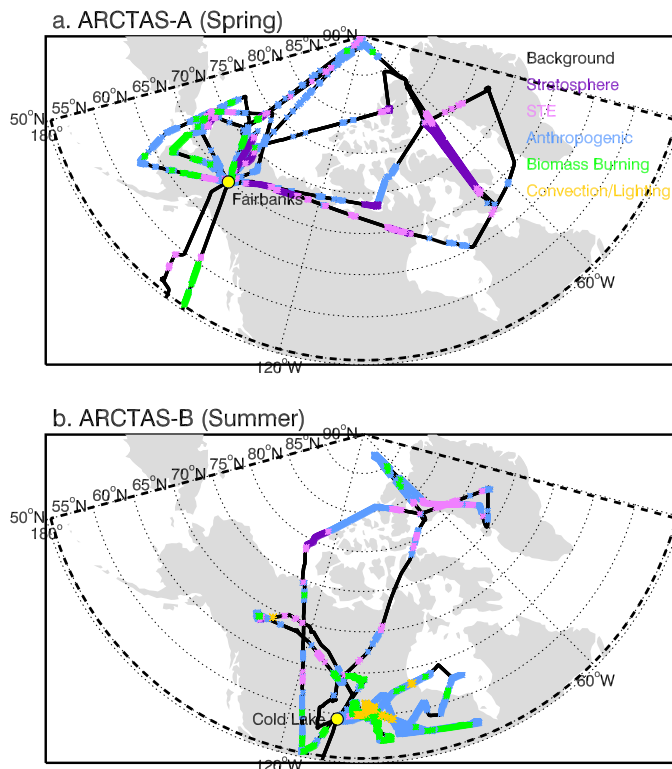 a. ARCTAS-A (Spring)
90°N
85°N
80°N
75°N
70°N
65°N
60°N
55°N
50°N
180°
Background
Stratosphere
STE
Anthropogenic
Biomass Burning
Convection/Lighting
Fairbanks
60°W
120°W
b. ARCTAS-B (Summer)
90°N
85°N
80°N
75°N
70°N
65°N
60°N
55°N
50°N
180°
60°W
Cold Lake
120°W